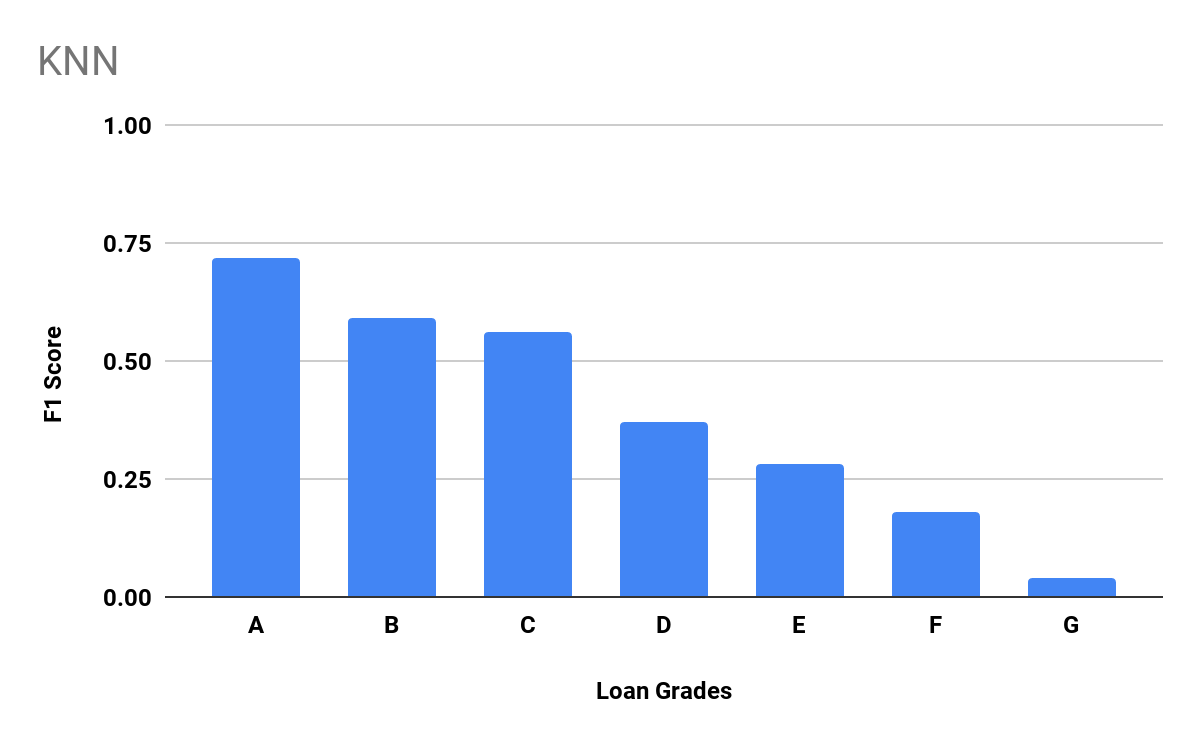 KNN
1.00
0.75
0.50
0.25
0.00
F1 Score
A B C D E F G
Loan Grades